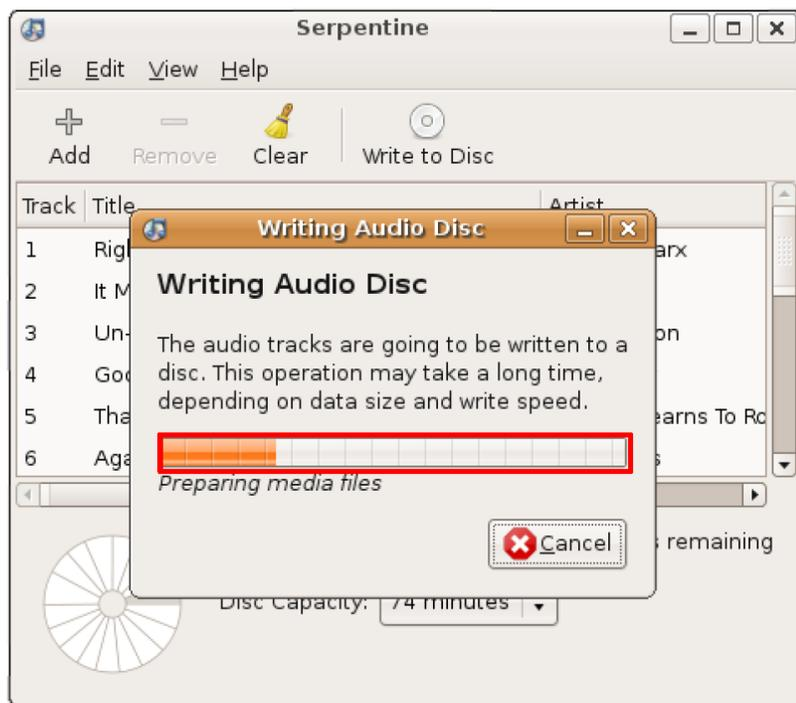 Serpentine
File Edit View Help
Add Remove Clear Write to Disc
Track Title Artist
Writing Audio Disc
1
2 It M
3 Un-
4
5
6
Writing Audio Disc
The audio tracks are going to be written to a
disc. This operation may take a long time,
depending on data size and write speed.
Preparing media files
Cancel
remaining
Disc Capacity: 74 minutes